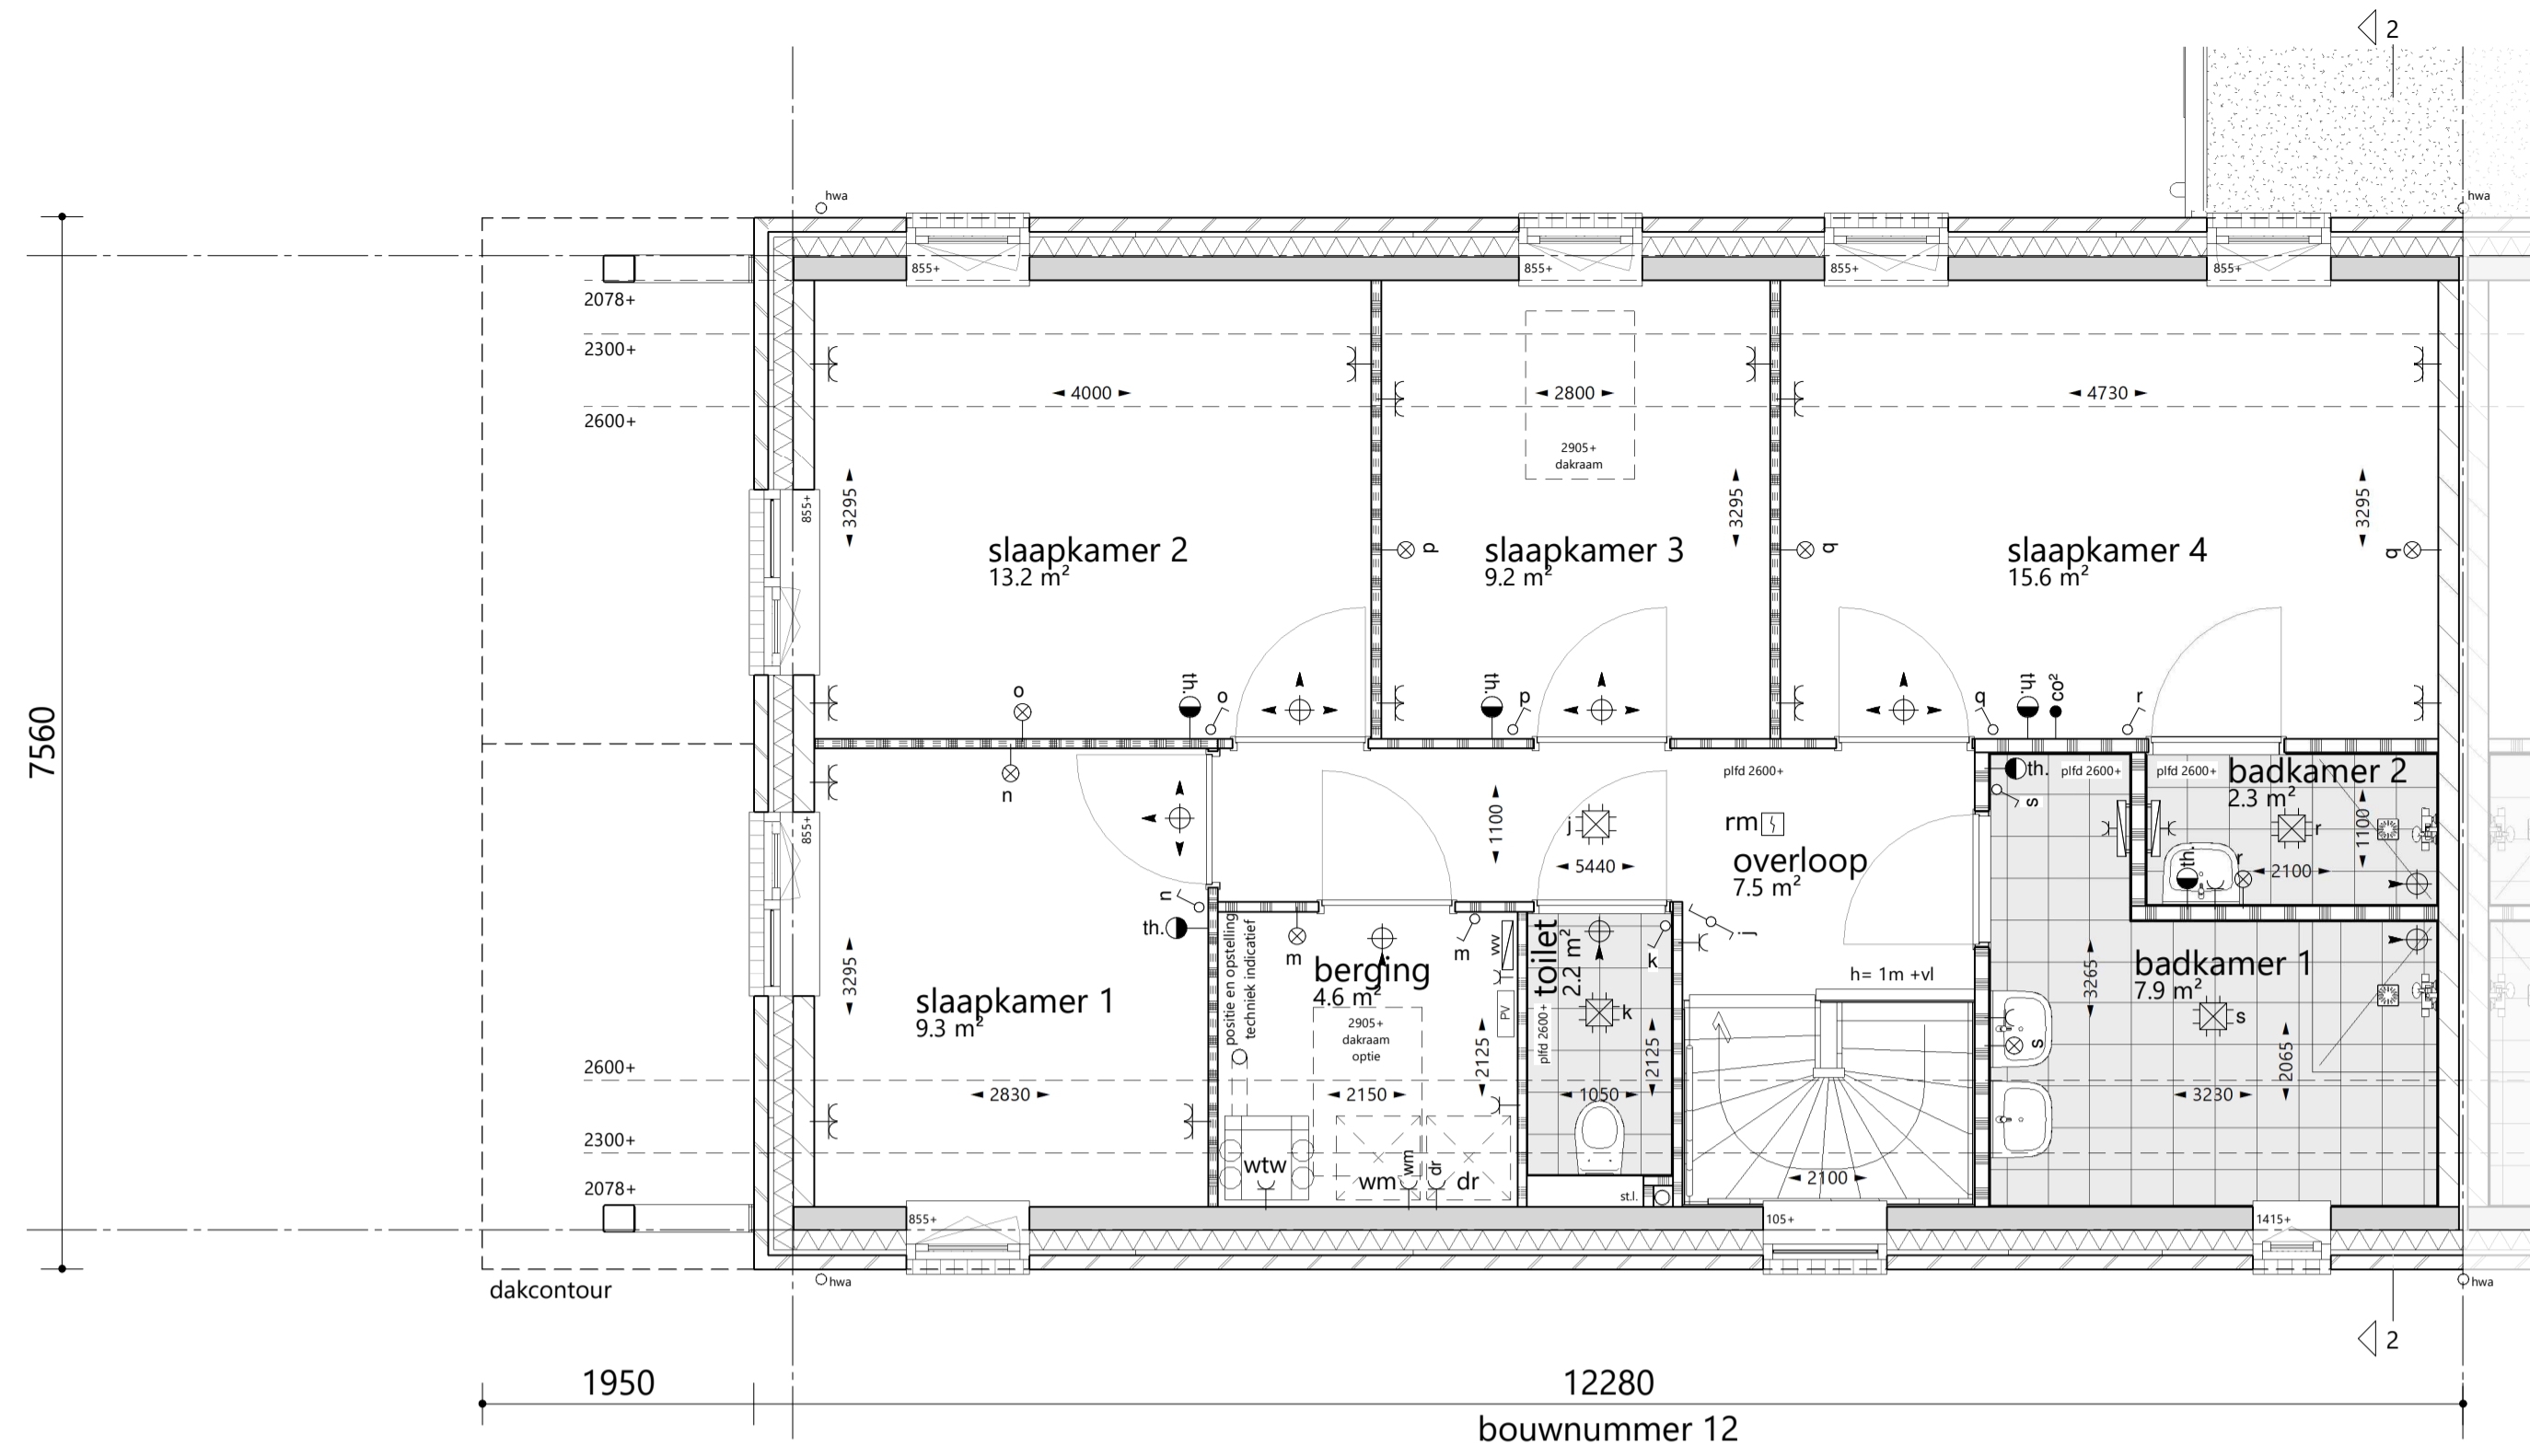 2
hwa
hwa
855+
855+
855+
855+
2078+
2300+
2600+
4000
2800
4730
2905+
dakraam
855+
3295
3295
3295
slaapkamer 2
13.2 m²
p
slaapkamer 3
9.2 m²
q
slaapkamer 4
15.6 m²
q
7560
o
th.
o
th.
p
q
th.
co²
r
n
plfd 2600+
th.
plfd 2600+
plfd 2600+
badkamer 2
2.3 m²
s
855+
1100
j
rm
r
1100
5440
overloop
7.5 m²
th.
r
2100
n
th.
positie en opstelling
techniek indicatief
m
m
wv
toilet
2.2 m²
k
j
3295
slaapkamer 1
9.3 m²
berging
4.6 m²
h= 1m +vl
3265
badkamer 1
7.9 m²
PV
k
s
s
2905+
dakraam
optie
2125
plfd 2600+
2125
2065
2600+
2830
2150
1050
3230
2300+
wtw
wm
wm
dr
dr
2100
2078+
st.l.
855+
105+
1415+
dakcontour
hwa
hwa
2
1950
12280
bouwnummer 12